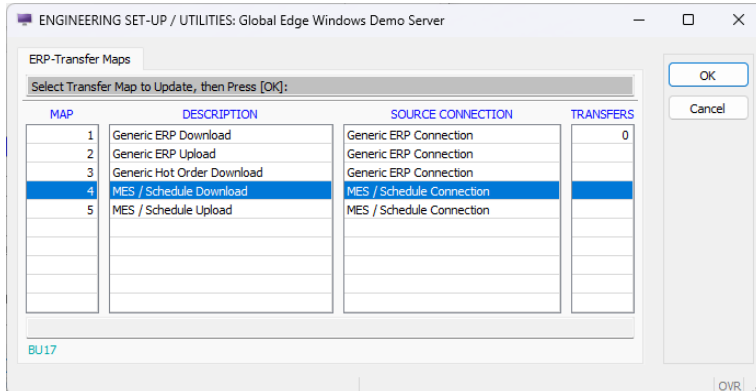 ENGINEERING SET-UP / UTILITIES: Global Edge Windows Demo Server
ERP-Transfer Maps
Select Transfer Map to Update, then Press [OK]:
OK
Cancel
MAP DESCRIPTION SOURCE CONNECTION TRANSFERS
1 Generic ERP Download Generic ERP Connection 0
2 Generic ERP Upload Generic ERP Connection
3 Generic Hot Order Download Generic ERP Connection
4 MES / Schedule Download MES / Schedule Connection
5 MES / Schedule Upload MES / Schedule Connection
BU17
OVR